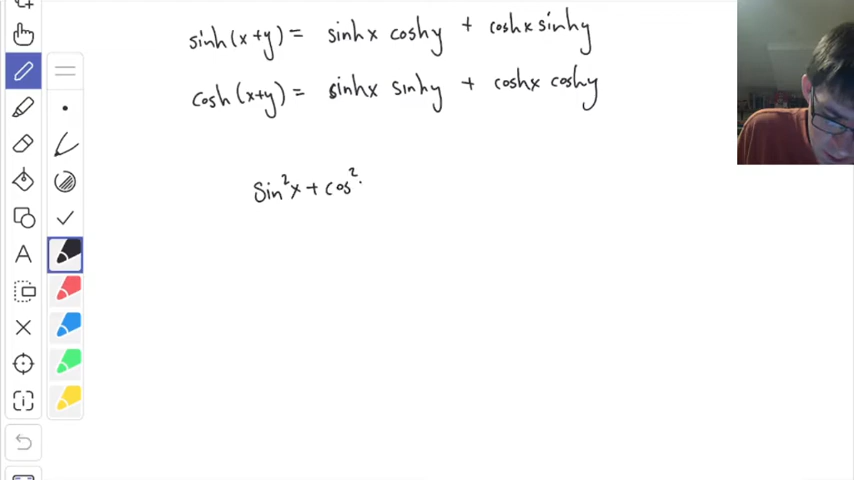 sinh(x+y) = sinhx coshy + coshx sinhy
cosh(x+y) = sinhx sinhy + coshx coshy
sin²x + cos²